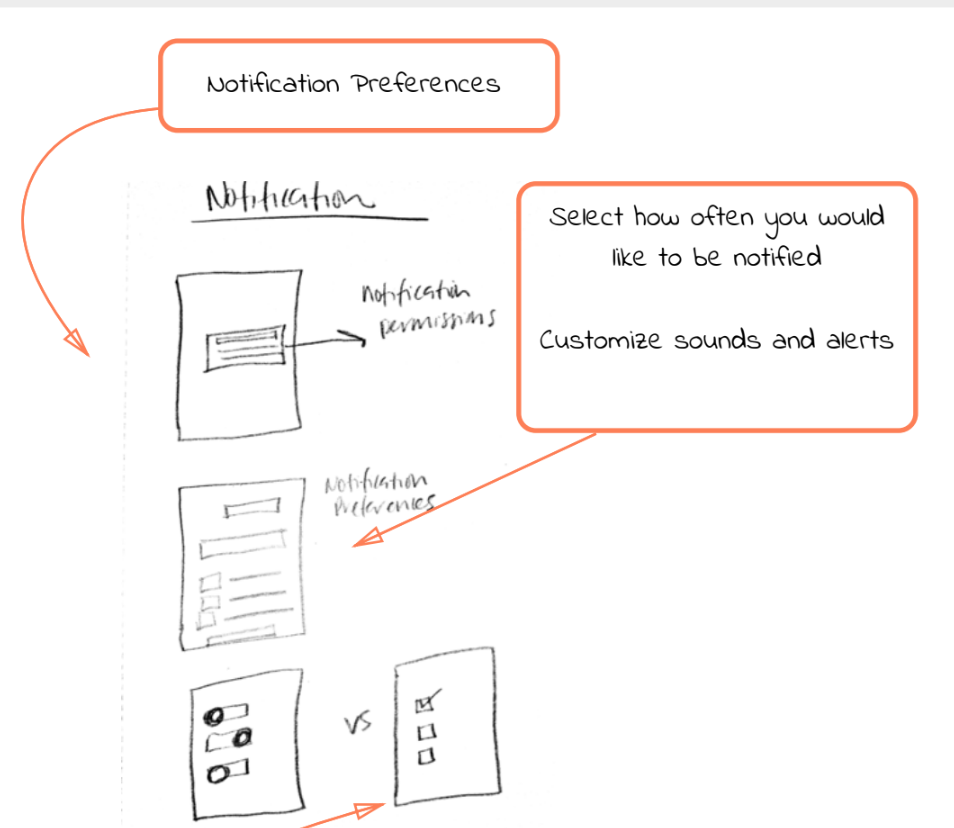 Notification Preferences
Notification
Select how often you would
like to be notified
Customize sounds and alerts
notification
permissions
Notification
Preferences
VS